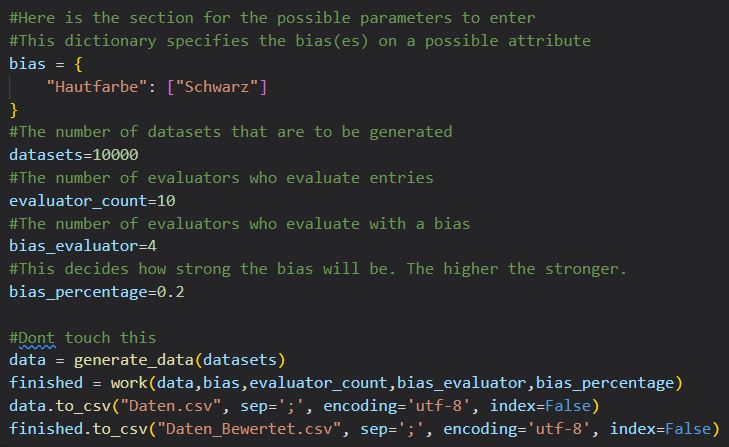 #Here is the section for the possible parameters to enter
#This dictionary specifies the bias(es) on a possible attribute
bias = {
    "Hautfarbe": ["Schwarz"]
}
#The number of datasets that are to be generated
datasets=10000
#The number of evaluators who evaluate entries
evaluator_count=10
#The number of evaluators who evaluate with a bias
bias_evaluator=4
#This decides how strong the bias will be. The higher the stronger.
bias_percentage=0.2

#Dont touch this
data = generate_data(datasets)
finished = work(data,bias,evaluator_count,bias_evaluator,bias_percentage)
data.to_csv("Daten.csv", sep=';', encoding='utf-8', index=False)
finished.to_csv("Daten_Bewertet.csv", sep=';', encoding='utf-8', index=False)